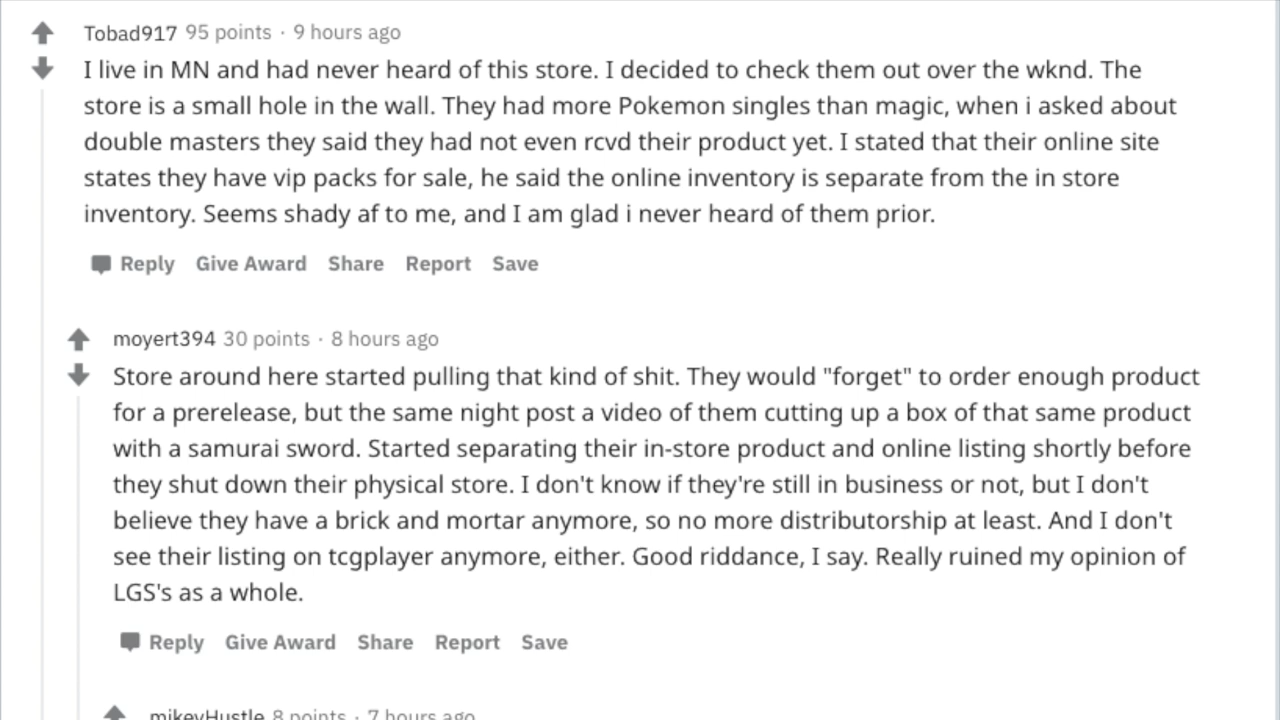 Tobad917 95 points · 9 hours ago
I live in MN and had never heard of this store. I decided to check them out over the wknd. The
store is a small hole in the wall. They had more Pokemon singles than magic, when i asked about
double masters they said they had not even rcvd their product yet. I stated that their online site
states they have vip packs for sale, he said the online inventory is separate from the in store
inventory. Seems shady af to me, and I am glad i never heard of them prior.
Reply Give Award Share Report Save
moyert394 30 points · 8 hours ago
Store around here started pulling that kind of shit. They would "forget" to order enough product
for a prerelease, but the same night post a video of them cutting up a box of that same product
with a samurai sword. Started separating their in-store product and online listing shortly before
they shut down their physical store. I don't know if they're still in business or not, but I don't
believe they have a brick and mortar anymore, so no more distributorship at least. And I don't
see their listing on tcgplayer anymore, either. Good riddance, I say. Really ruined my opinion of
LGS's as a whole.
Reply Give Award Share Report Save
mikeyHustle 8 points · 7 hours ago